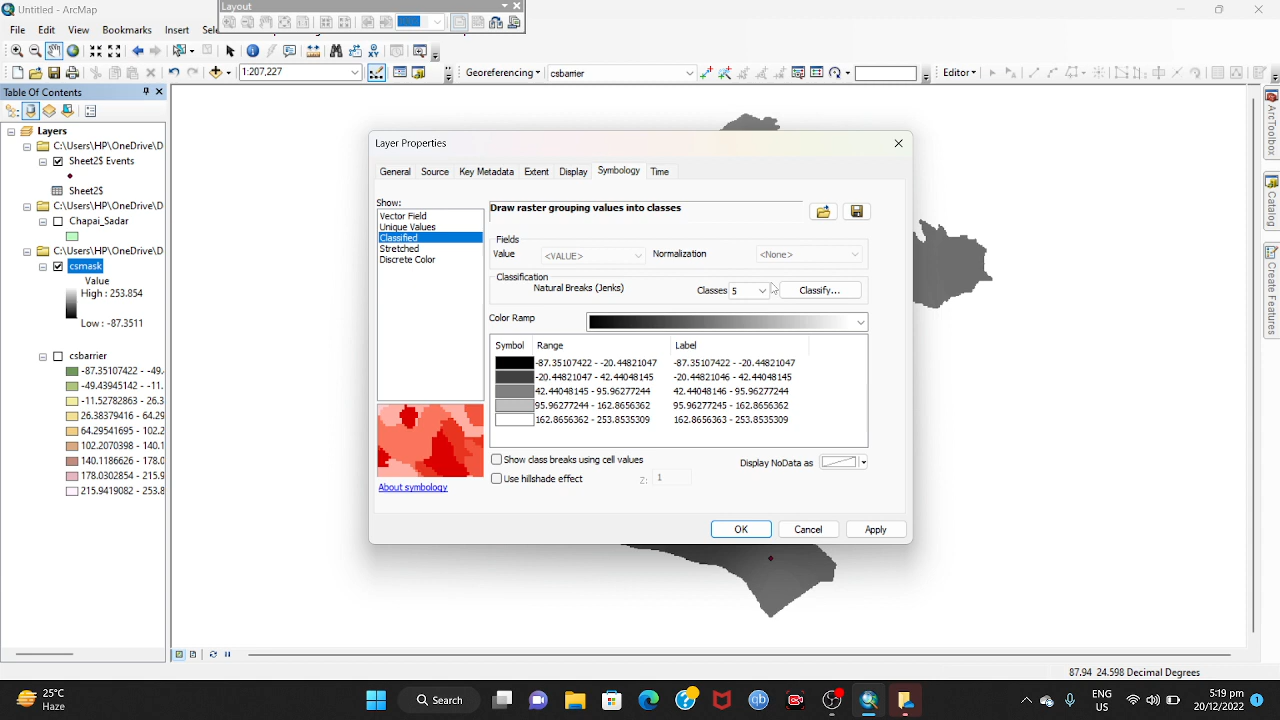 Untitled - ArcMap
Layout
File Edit View Bookmarks Insert
1:207,227
Georeferencing csbarrier
Editor
Table Of Contents
Layers
C:\Users\HP\OneDrive\D
Sheet2$ Events
Sheet2$
C:\Users\HP\OneDrive\D
Chapai_Sadar
C:\Users\HP\OneDrive\D
csmask
Value
High : 253.854
Low : -87.3511
csbarrier
-87.35107422 - -49.
-49.43945142 - -11.
-11.52782863 - 26.3
26.38379416 - 64.29
64.29541695 - 102.2
102.2070398 - 140.1
140.1186626 - 178.0
178.0302854 - 215.9
215.9419082 - 253.8
Layer Properties
General Source Key Metadata Extent Display Symbology Time
Show:
Vector Field
Unique Values
Classified
Stretched
Discrete Color
About symbology
Draw raster grouping values into classes
Fields
Value <VALUE> Normalization <None>
Classification
Natural Breaks (Jenks) Classes 5 Classify...
Color Ramp
Symbol Range Label
-87.35107422 - -20.44821047 -87.35107422 - -20.44821047
-20.44821047 - 42.44048145 -20.44821046 - 42.44048145
42.44048145 - 95.96277244 42.44048146 - 95.96277244
95.96277244 - 162.8656362 95.96277245 - 162.8656362
162.8656362 - 253.8535309 162.8656363 - 253.8535309
Show class breaks using cell values
Display NoData as
Use hillshade effect Z: 1
OK Cancel Apply
ArcToolbox
Catalog
Create Features
87.94 24.598 Decimal Degrees
25°C
Haze
Search
ENG
US
5:19 pm
20/12/2022
1